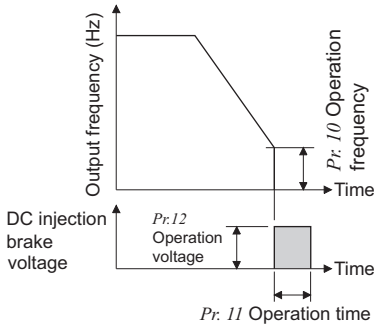 Output frequency (Hz)
Pr. 10 Operation
frequency
Time
DC injection
brake
voltage
Pr.12
Operation
voltage
Time
Pr. 11 Operation time